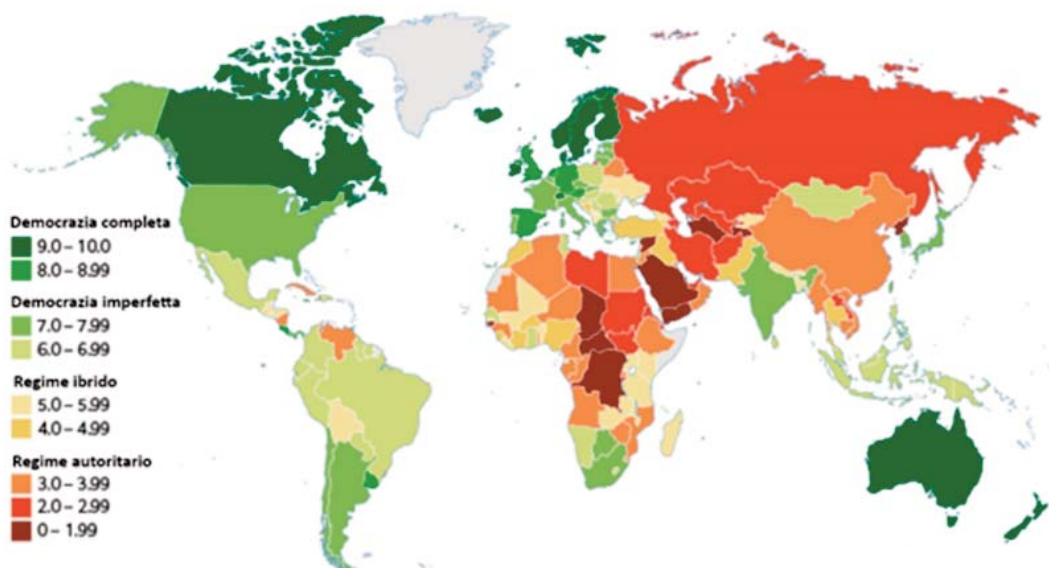 Democrazia completa
9.0 – 10.0
8.0 – 8.99
Democrazia imperfetta
7.0 – 7.99
6.0 – 6.99
Regime ibrido
5.0 – 5.99
4.0 – 4.99
Regime autoritario
3.0 – 3.99
2.0 – 2.99
0 – 1.99